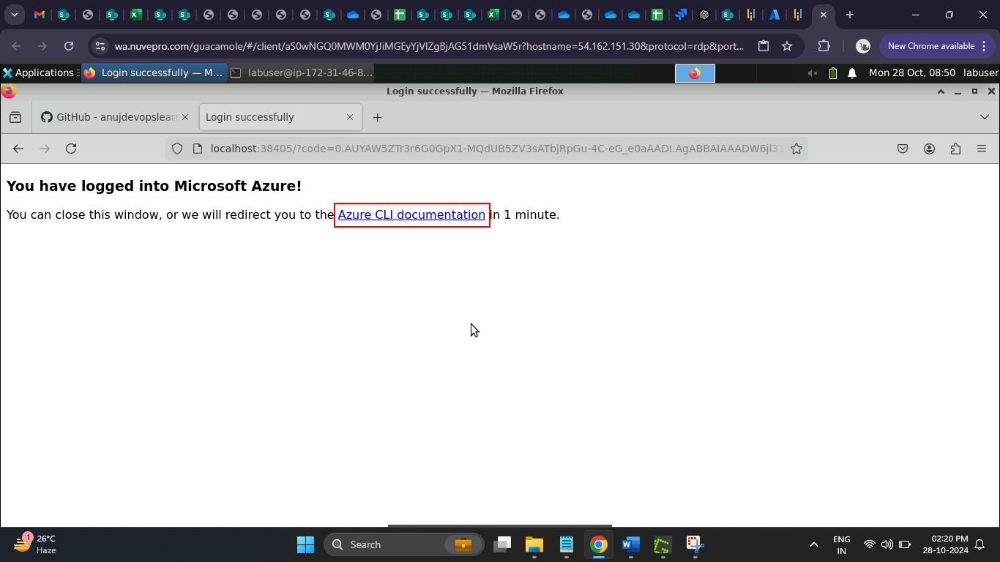 wa.nuvepro.com/guacamole/#/client/aS0wNGQ0MWM0YjJiMGEyYjVlZgBjAG51dmVsaW5r?hostname=54.162.151.30&protocol=rdp&port...
New Chrome available
Applications
Login successfully — M...
labuser@ip-172-31-46-8...
Mon 28 Oct, 08:50
labuser
Login successfully — Mozilla Firefox
GitHub - anujdevopslearn
Login successfully
localhost:38405/?code=0.AUYAW5ZTr3r6G0GpX1-MQdUB5ZV3sATbjRpGu-4C-eG_e0aAADI.AgABBAIAAADW6jl31
You have logged into Microsoft Azure!
You can close this window, or we will redirect you to the Azure CLI documentation in 1 minute.
1
26°C
Haze
Search
ENG
IN
02:20 PM
28-10-2024